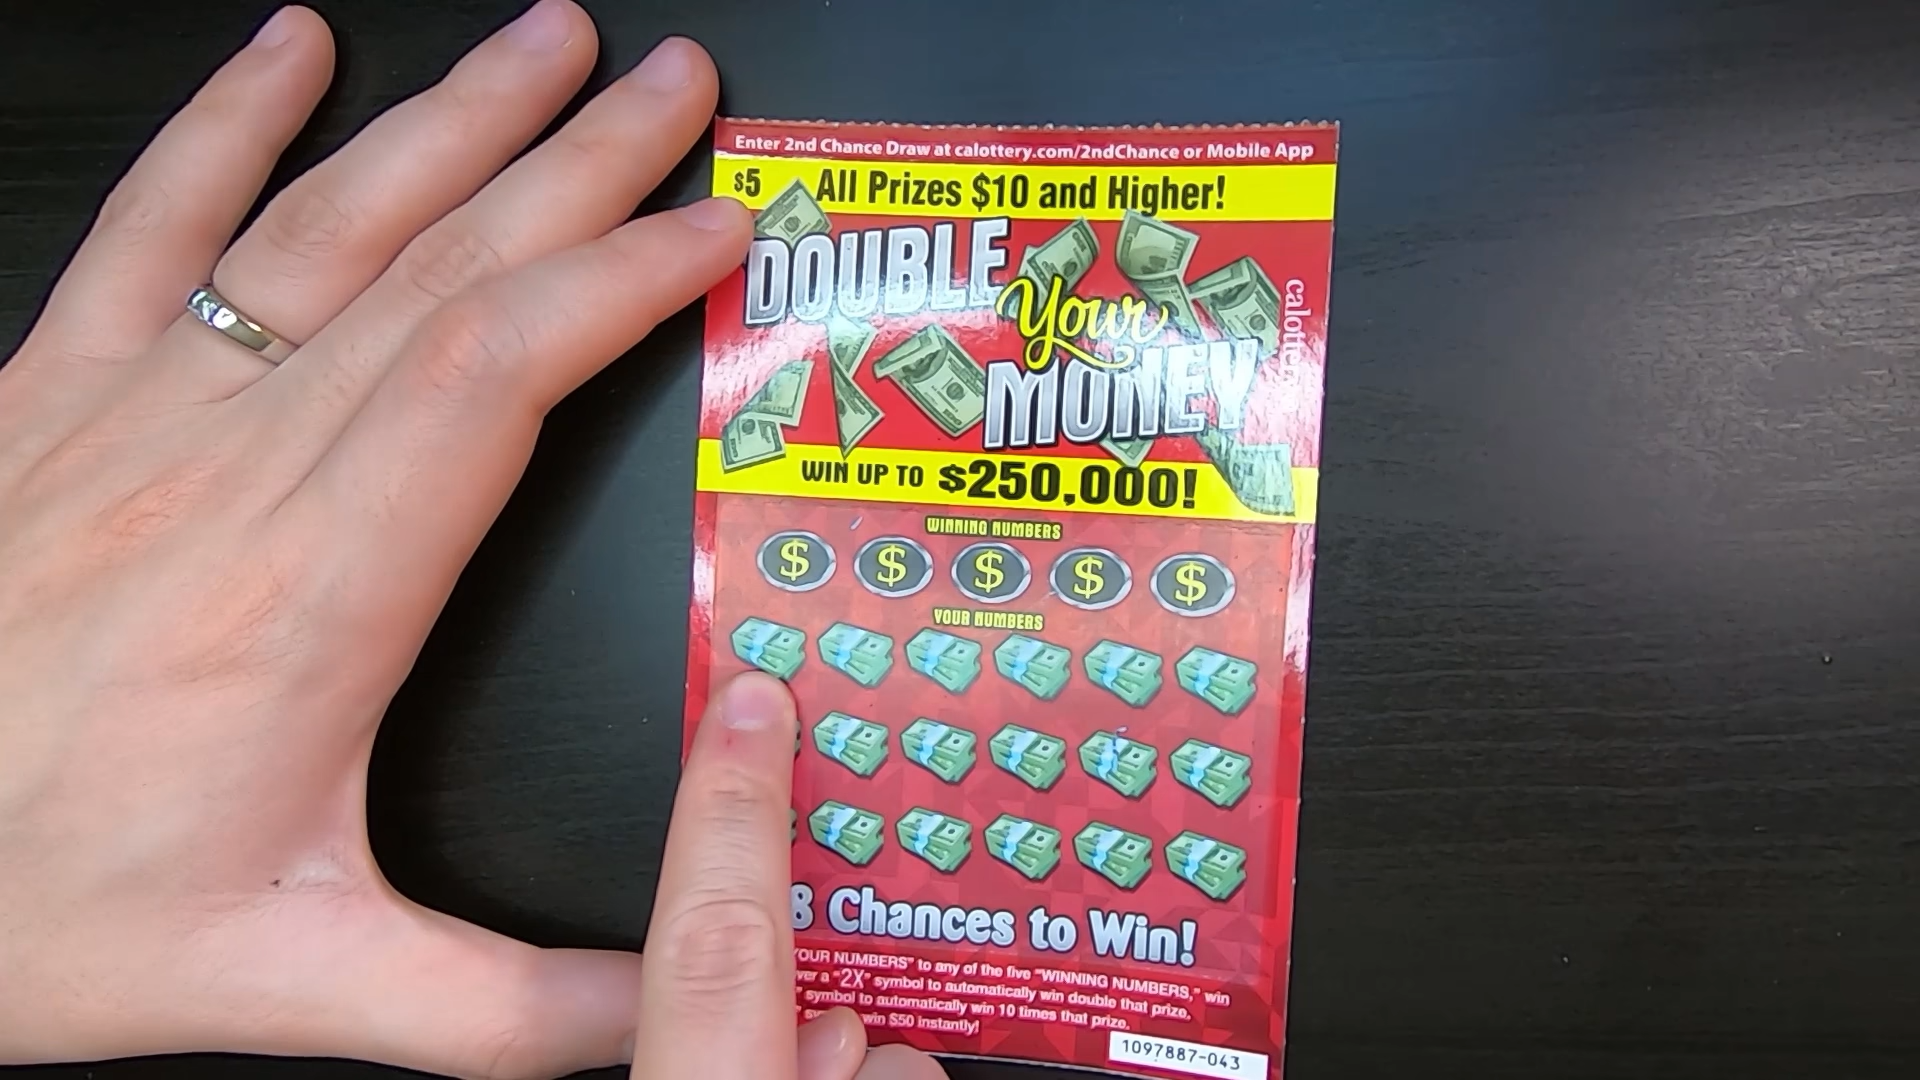 Enter 2nd Chance Draw at calottery.com/2ndChance or Mobile App
$5 All Prizes $10 and Higher!
DOUBLE
Your
MONEY
WIN UP TO $250,000!
WINNING NUMBERS
$ $ $ $ $
YOUR NUMBERS
8 Chances to Win!
YOUR NUMBERS" to any of the five "WINNING NUMBERS," win
a "2X" symbol to automatically win double that prize.
" symbol to automatically win 10 times that prize.
win $50 instantly!
1097887-043